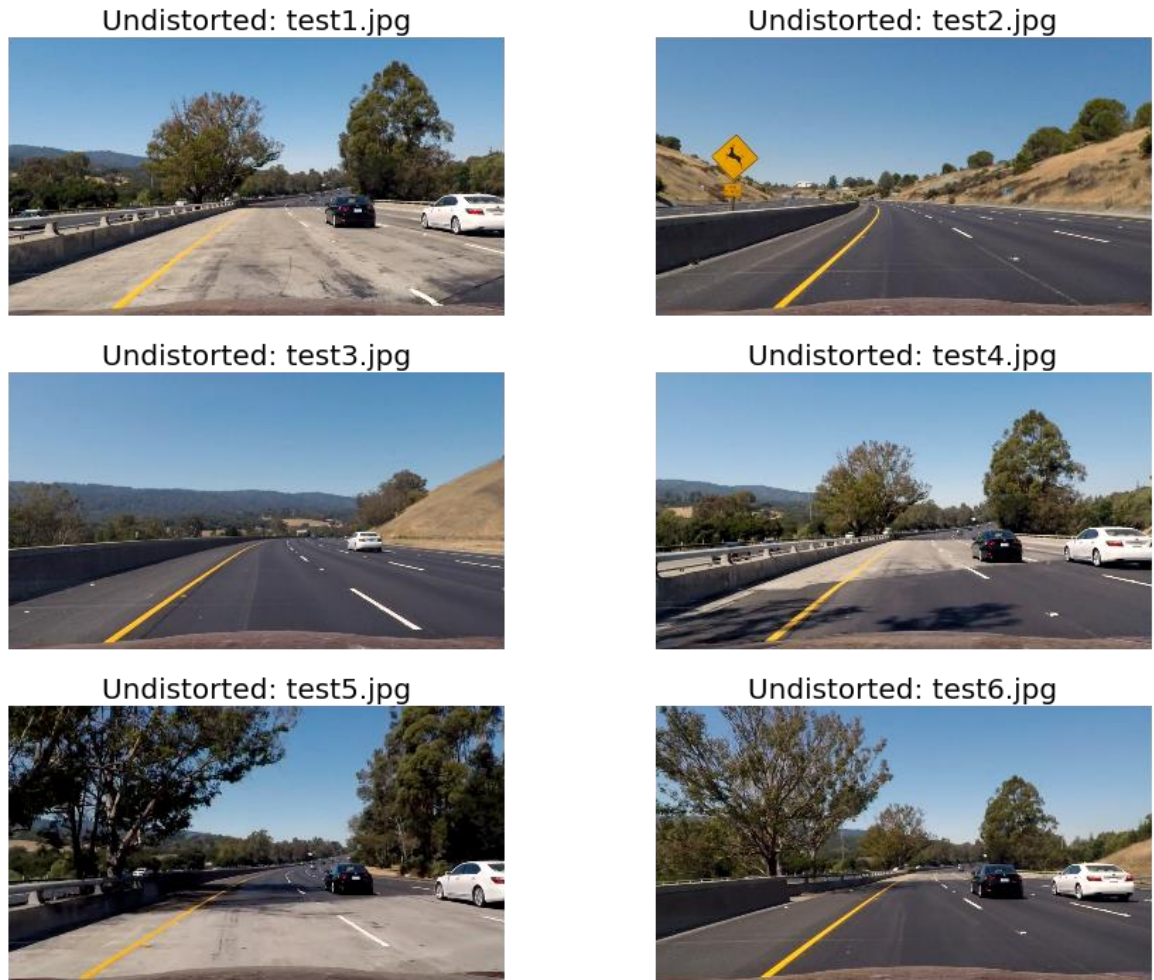 Undistorted: test1.jpg
Undistorted: test2.jpg
Undistorted: test3.jpg
Undistorted: test4.jpg
Undistorted: test5.jpg
Undistorted: test6.jpg